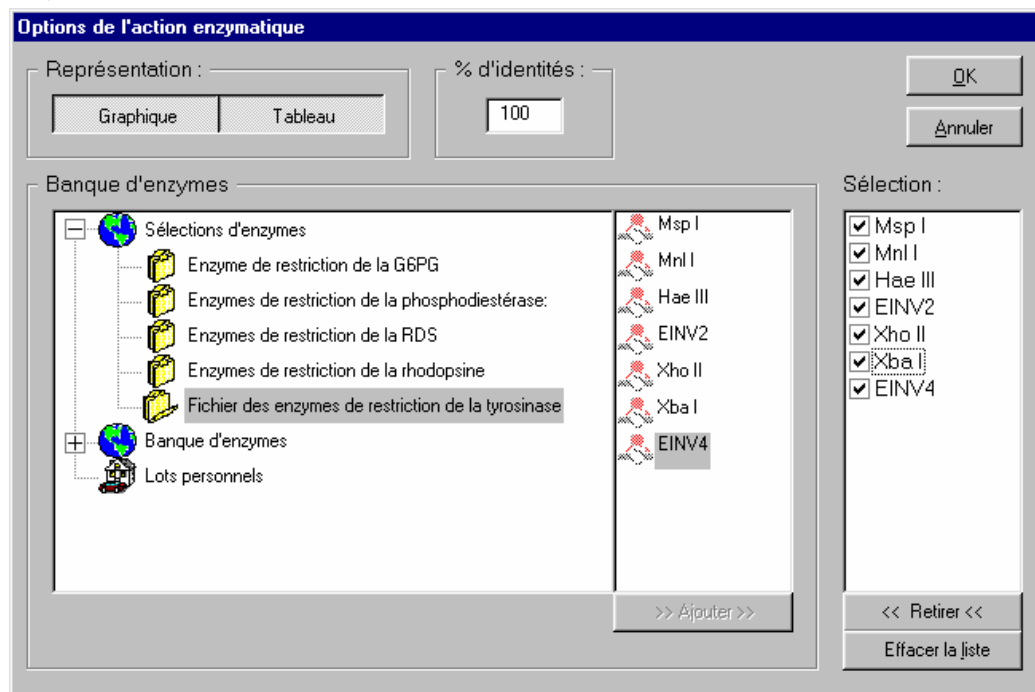 Options de l'action enzymatique
Représentation :
Graphique
Tableau
% d'identités :
100
OK
Annuler
Banque d'enzymes
Sélections d'enzymes
Enzyme de restriction de la G6PG
Enzymes de restriction de la phosphodiestérase:
Enzymes de restriction de la RDS
Enzymes de restriction de la rhodopsine
Fichier des enzymes de restriction de la tyrosinase
Banque d'enzymes
Lots personnels
Msp I
Mnl I
Hae III
EINV2
Xho II
Xba I
EINV4
>> Ajouter >>
Sélection :
Msp I
Mnl I
Hae III
EINV2
Xho II
Xba I
EINV4
<< Retirer <<
Effacer la liste